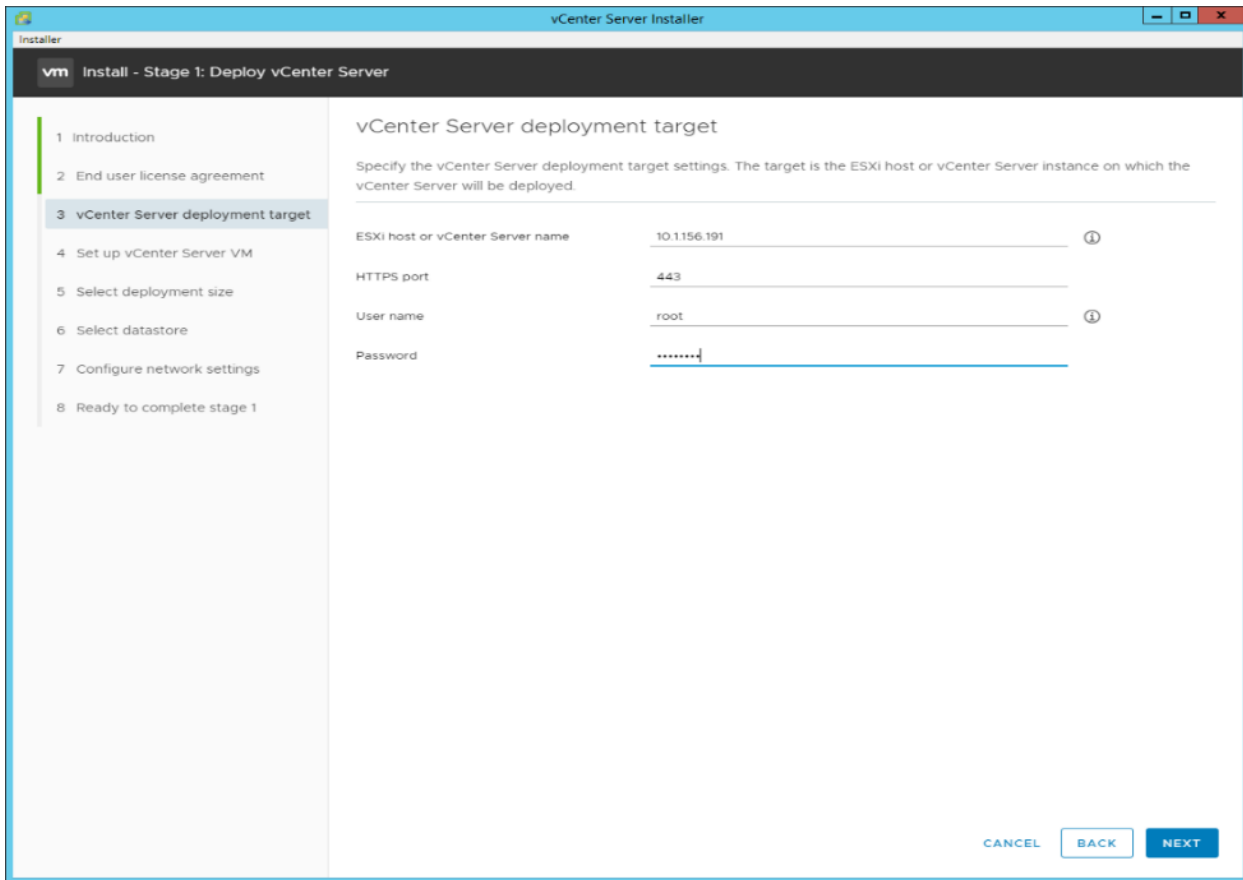 vCenter Server Installer
Installer
vm Install - Stage 1: Deploy vCenter Server
1 Introduction
2 End user license agreement
3 vCenter Server deployment target
4 Set up vCenter Server VM
5 Select deployment size
6 Select datastore
7 Configure network settings
8 Ready to complete stage 1
vCenter Server deployment target
Specify the vCenter Server deployment target settings. The target is the ESXi host or vCenter Server instance on which the
vCenter Server will be deployed.
ESXi host or vCenter Server name 10.1.156.191
HTTPS port 443
User name root
Password ••••••••
CANCEL BACK NEXT